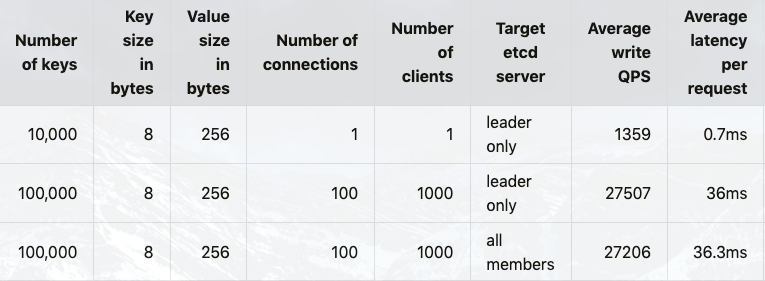 Number of keys | Key size in bytes | Value size in bytes | Number of connections | Number of clients | Target etcd server | Average write QPS | Average latency per request
10,000 | 8 | 256 | 1 | 1 | leader only | 1359 | 0.7ms
100,000 | 8 | 256 | 100 | 1000 | leader only | 27507 | 36ms
100,000 | 8 | 256 | 100 | 1000 | all members | 27206 | 36.3ms